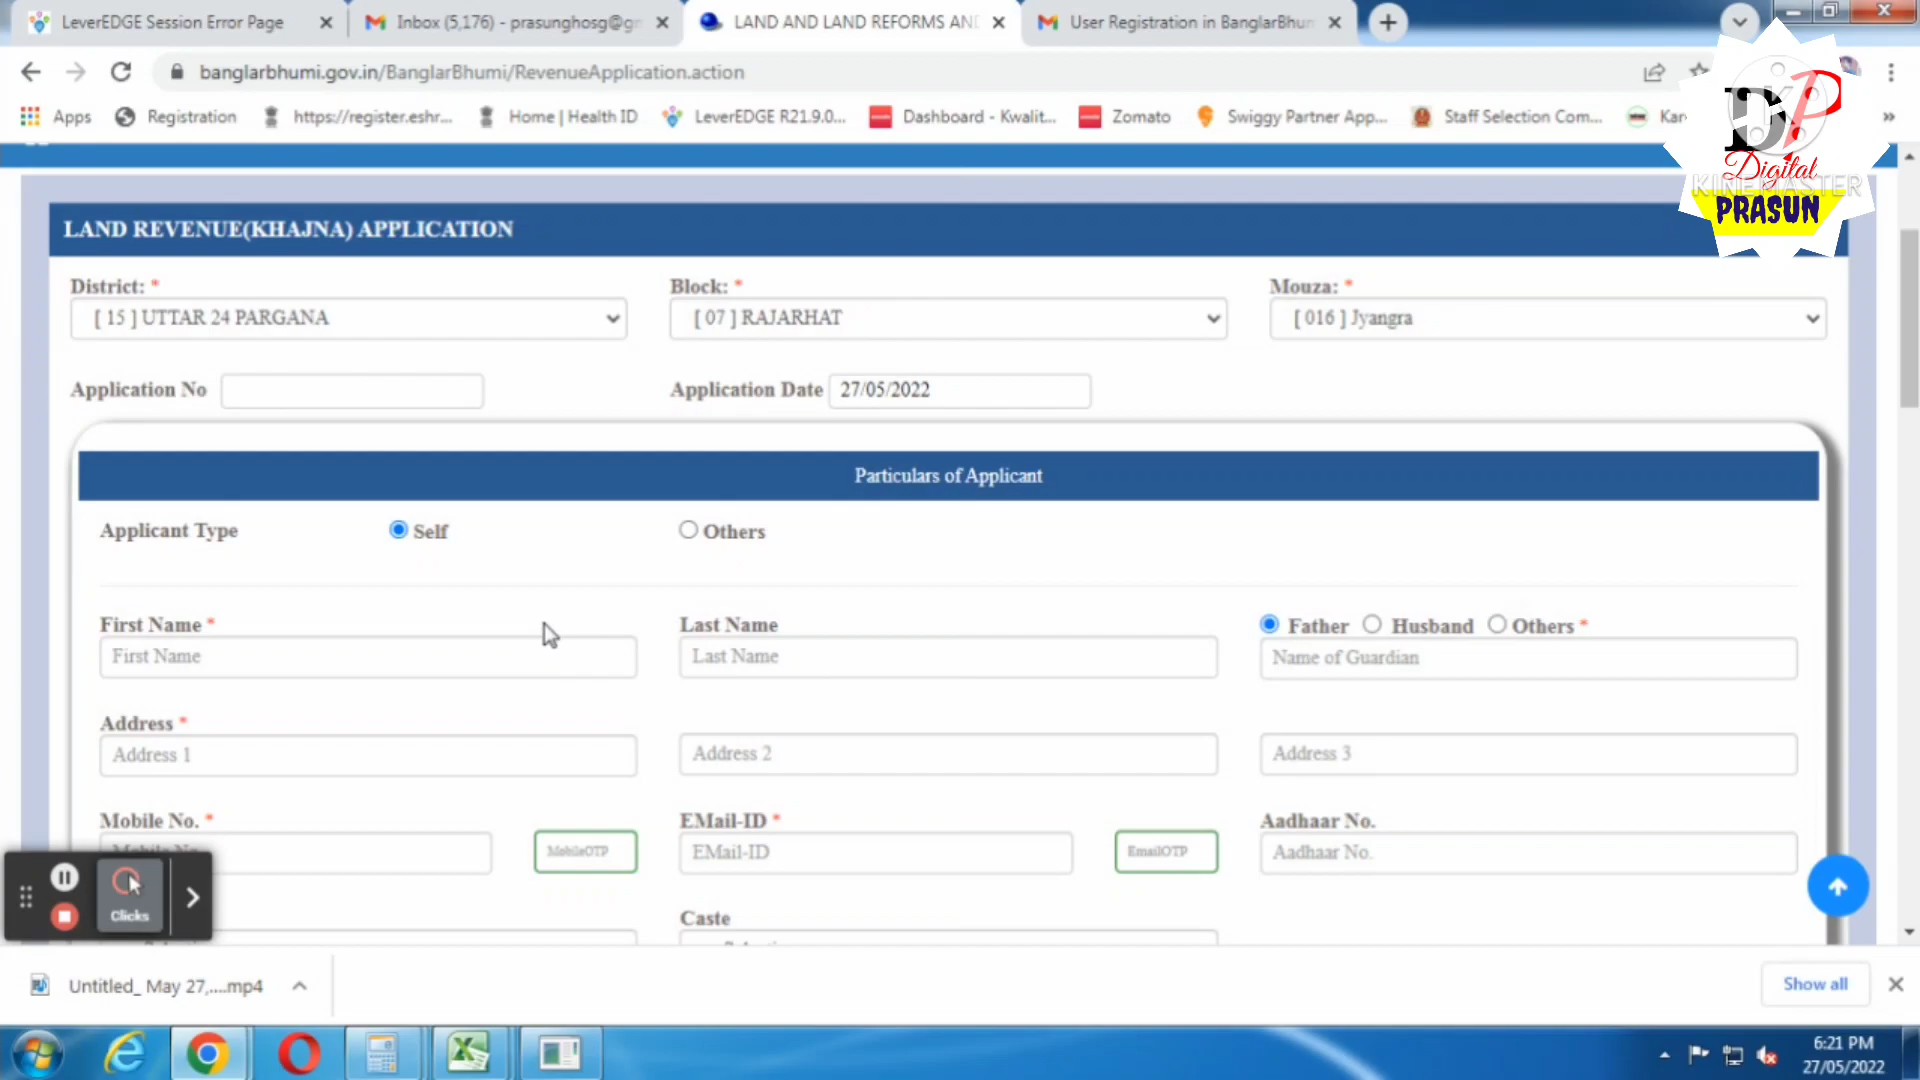 LeverEDGE Session Error Page
Inbox (5,176) - prasunghosg@gm
LAND AND LAND REFORMS AND
User Registration in BanglarBhum
banglarbhumi.gov.in/BanglarBhumi/RevenueApplication.action
Apps
Registration
https://register.eshr...
Home | Health ID
LeverEDGE R21.9.0...
Dashboard - Kwalit...
Zomato
Swiggy Partner App...
Staff Selection Com...
Kar
»
DKP
Digital
KINEMASTER
PRASUN
LAND REVENUE(KHAJNA) APPLICATION
District: *
Block: *
Mouza: *
[ 15 ] UTTAR 24 PARGANA
[ 07 ] RAJARHAT
[ 016 ] Jyangra
Application No
Application Date
27/05/2022
Particulars of Applicant
Applicant Type
Self
Others
First Name *
Last Name
Father
Husband
Others *
First Name
Last Name
Name of Guardian
Address *
Address 1
Address 2
Address 3
Mobile No. *
EMail-ID *
Aadhaar No.
MobileOTP
EMail-ID
EmailOTP
Aadhaar No.
Clicks
Caste
Untitled_ May 27,....mp4
Show all
6:21 PM
27/05/2022